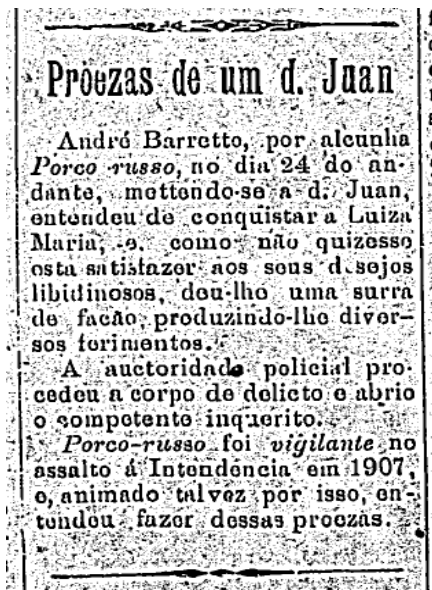 Proezas de um d. Juan
André Barretto, por alcunha
Porco russo, no dia 24 do an-
dante, mettendo-se a d. Juan,
entendeu de conquistar a Luiza
Maria, e como não quizesse
esta satisfazer aos seus desejos
libidinosos, deu-lhe uma surra
de facão, produzindo-lhe diver-
sos ferimentos.
A auctoridade policial pro-
cedeu a corpo de delicto e abrio
o competente inquerito.
Porco-russo foi vigilante no
assalto á Intendencia em 1907,
e, animado talvez por isso, en-
tendeu fazer dessas proezas.